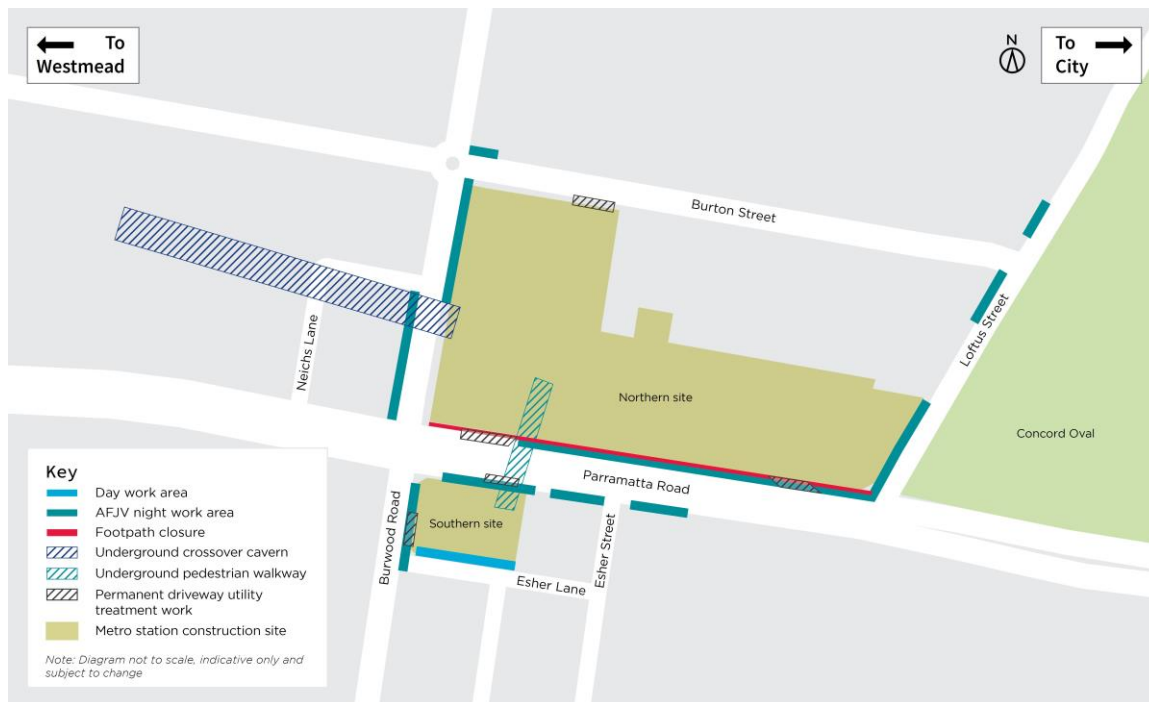 To
Westmead
N
To
City
Burton Street
Neichs Lane
Loftus Street
Northern site
Concord Oval
Parramatta Road
Southern site
Burwood Road
Esher Street
Esher Lane
Key
Day work area
AFJV night work area
Footpath closure
Underground crossover cavern
Underground pedestrian walkway
Permanent driveway utility
treatment work
Metro station construction site
Note: Diagram not to scale, indicative only and
subject to change